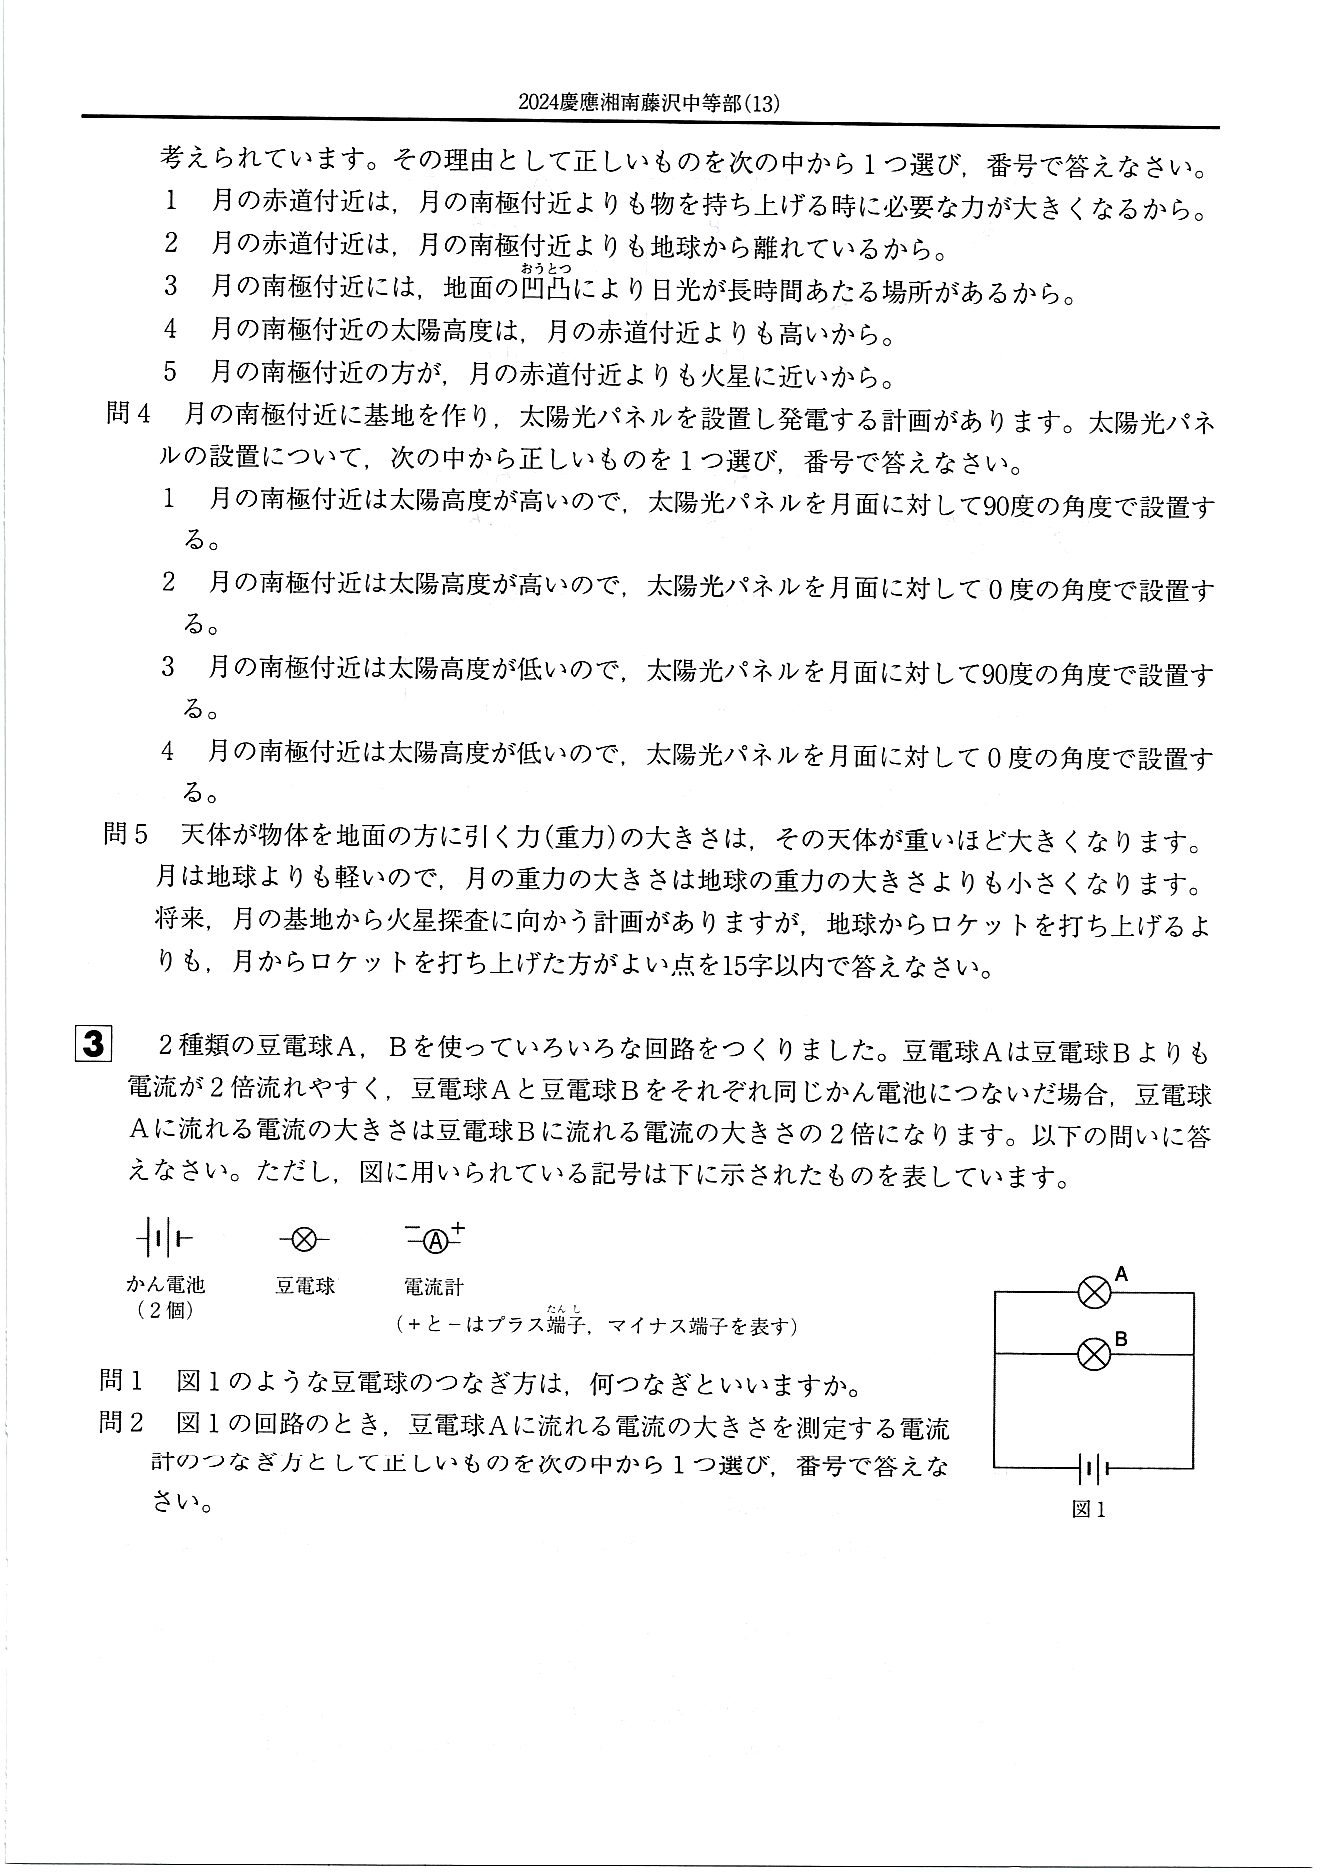 2024慶應湘南藤沢中等部(13)
考えられています。その理由として正しいものを次の中から１つ選び，番号で答えなさい。
１　月の赤道付近は，月の南極付近よりも物を持ち上げる時に必要な力が大きくなるから。
２　月の赤道付近は，月の南極付近よりも地球から離れているから。
おうとつ
３　月の南極付近には，地面の凹凸により日光が長時間あたる場所があるから。
４　月の南極付近の太陽高度は，月の赤道付近よりも高いから。
５　月の南極付近の方が，月の赤道付近よりも火星に近いから。
問４　月の南極付近に基地を作り，太陽光パネルを設置し発電する計画があります。太陽光パネ
ルの設置について，次の中から正しいものを１つ選び，番号で答えなさい。
１　月の南極付近は太陽高度が高いので，太陽光パネルを月面に対して90度の角度で設置す
る。
２　月の南極付近は太陽高度が高いので，太陽光パネルを月面に対して０度の角度で設置す
る。
３　月の南極付近は太陽高度が低いので，太陽光パネルを月面に対して90度の角度で設置す
る。
４　月の南極付近は太陽高度が低いので，太陽光パネルを月面に対して０度の角度で設置す
る。
問５　天体が物体を地面の方に引く力(重力)の大きさは，その天体が重いほど大きくなります。
月は地球よりも軽いので，月の重力の大きさは地球の重力の大きさよりも小さくなります。
将来，月の基地から火星探査に向かう計画がありますが，地球からロケットを打ち上げるよ
りも，月からロケットを打ち上げた方がよい点を15字以内で答えなさい。
3　２種類の豆電球Ａ，Ｂを使っていろいろな回路をつくりました。豆電球Ａは豆電球Ｂよりも
電流が２倍流れやすく，豆電球Ａと豆電球Ｂをそれぞれ同じかん電池につないだ場合，豆電球
Ａに流れる電流の大きさは豆電球Ｂに流れる電流の大きさの２倍になります。以下の問いに答
えなさい。ただし，図に用いられている記号は下に示されたものを表しています。
− A +
かん電池　豆電球　電流計
(２個)
たんし
(＋と−はプラス端子，マイナス端子を表す)
A
B
図１
問１　図１のような豆電球のつなぎ方は，何つなぎといいますか。
問２　図１の回路のとき，豆電球Ａに流れる電流の大きさを測定する電流
計のつなぎ方として正しいものを次の中から１つ選び，番号で答えな
さい。